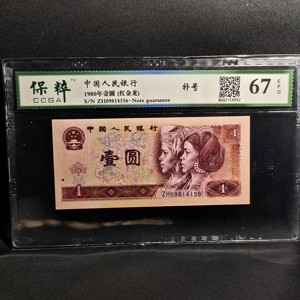 保粹
CCGA
中国人民银行
1980年壹圆 (红金龙)
S/N ZH09814156 - Note guarantee
补号
67
EPQ
中国人民银行
1
壹圆
1
1
ZH09814156